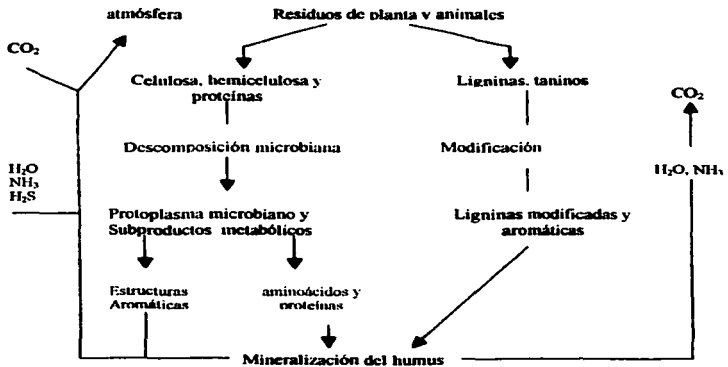 atmósfera
Residuos de planta y animales
CO₂
Celulosa, hemicelulosa y
proteínas
Ligninas, taninos
CO₂
Descomposición microbiana
Modificación
H₂O
NH₃
H₂S
H₂O, NH₃
Protoplasma microbiano y
Subproductos metabólicos
Ligninas modificadas y
aromáticas
Estructuras
Aromáticas
aminoácidos y
proteínas
Mineralización del humus